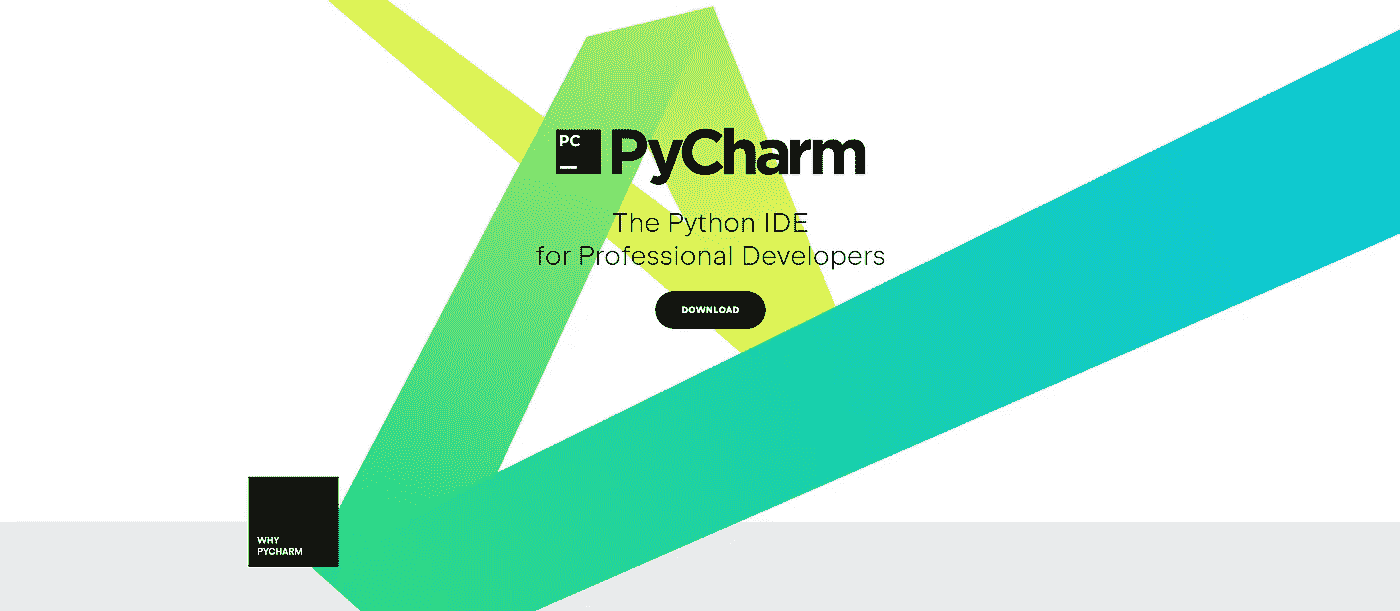 PC
PyCharm
The Python IDE
for Professional Developers
DOWNLOAD
WHY
PYCHARM